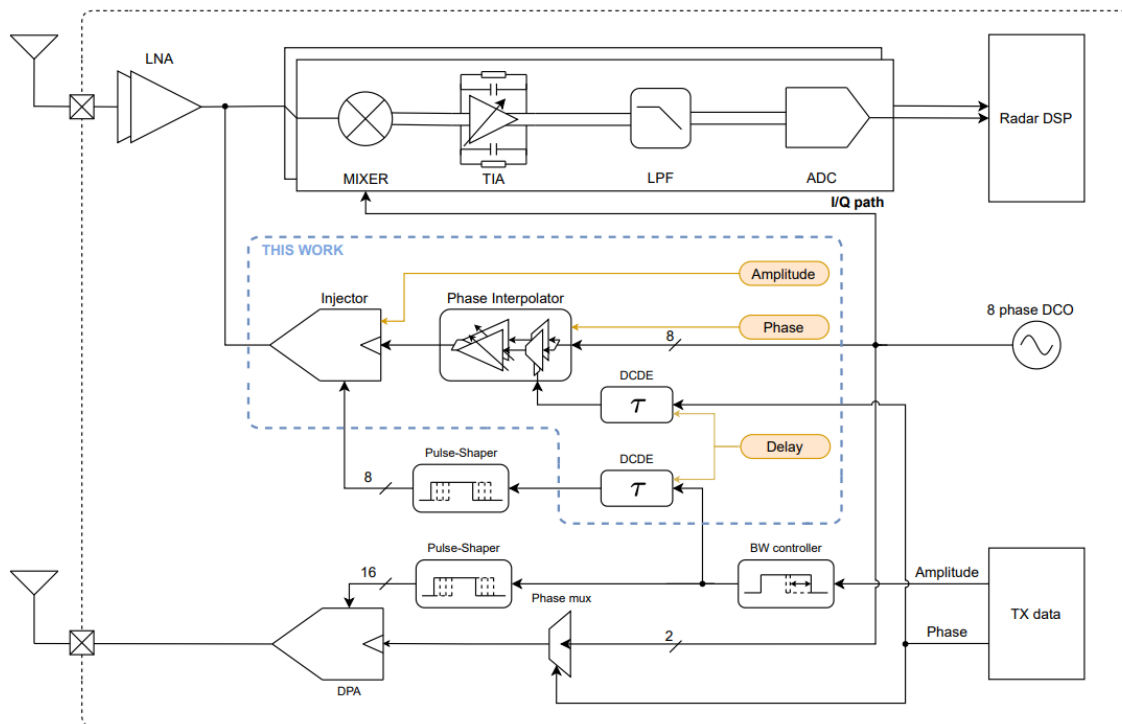 LNA
MIXER
TIA
LPF
ADC
Radar DSP
I/Q path
THIS WORK
Amplitude
Injector
Phase Interpolator
Phase
8
8 phase DCO
DCDE
τ
Delay
Pulse-Shaper
DCDE
8
τ
Pulse-Shaper
BW controller
16
Amplitude
Phase mux
TX data
2
Phase
DPA